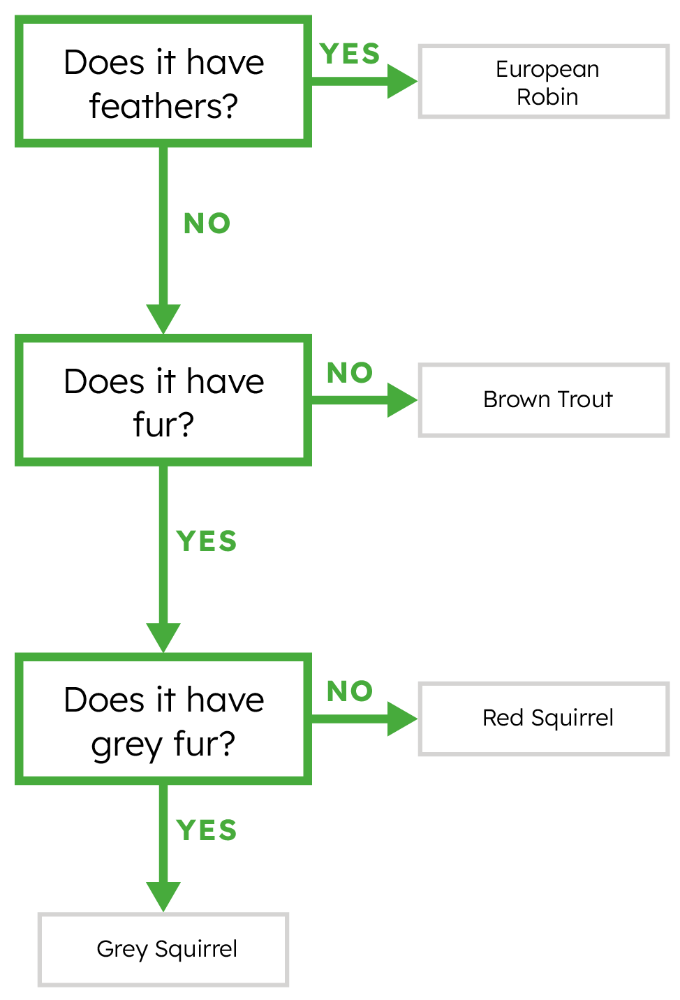 Does it have
feathers?
YES
European
Robin
NO
Does it have
fur?
NO
Brown Trout
YES
Does it have
grey fur?
NO
Red Squirrel
YES
Grey Squirrel